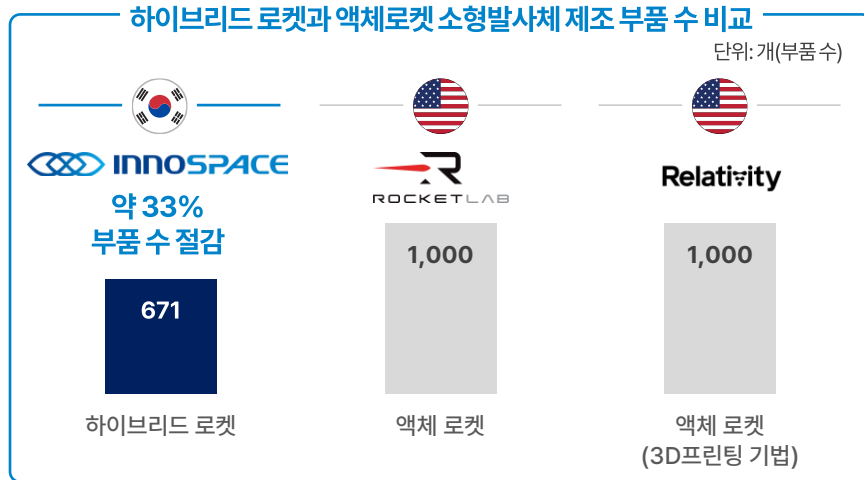 하이브리드 로켓과 액체로켓 소형발사체 제조 부품 수 비교
단위: 개(부품 수)
INNOSPACE
약 33%
부품 수 절감
671
하이브리드 로켓
ROCKETLAB
1,000
액체 로켓
Relativity
1,000
액체 로켓
(3D프린팅 기법)